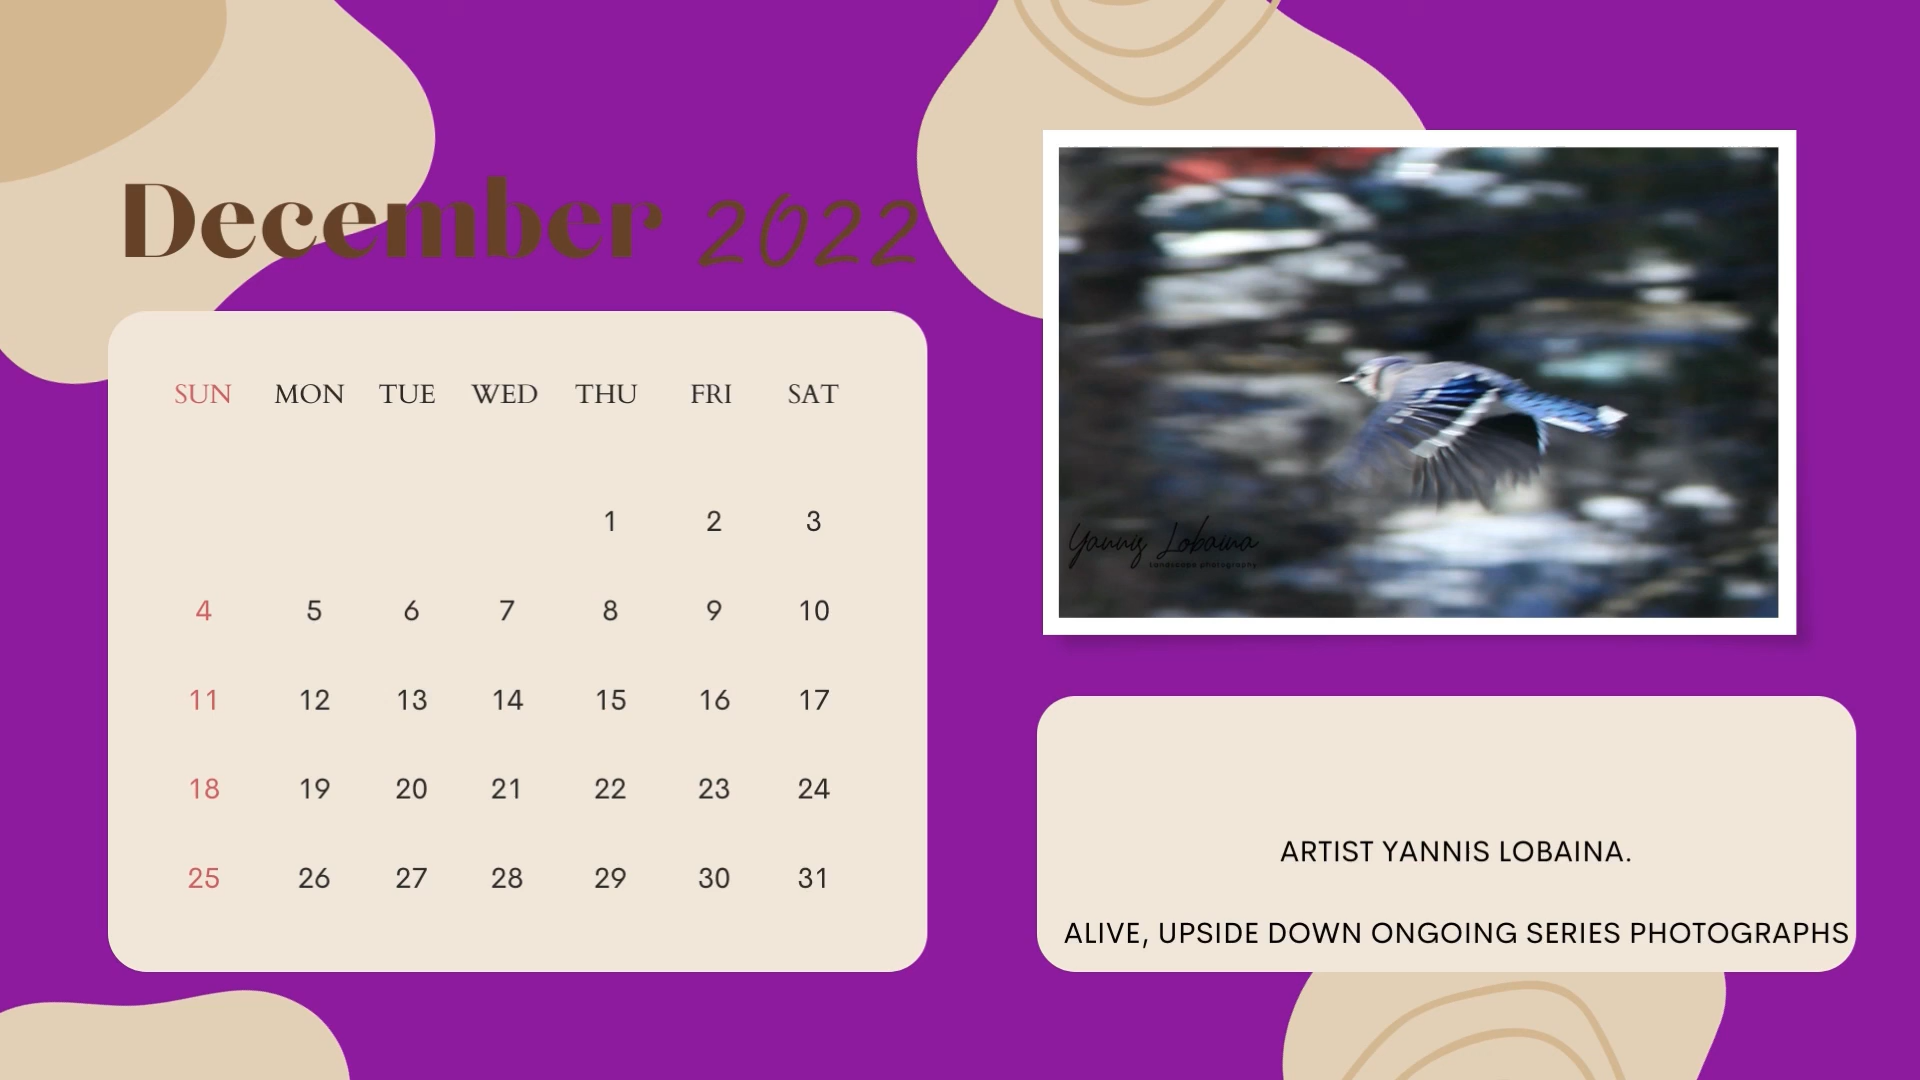 December 2022
SUN MON TUE WED THU FRI SAT
1 2 3
4 5 6 7 8 9 10
11 12 13 14 15 16 17
18 19 20 21 22 23 24
25 26 27 28 29 30 31
Yannis Lobaina
Landscape photography
ARTIST YANNIS LOBAINA.
ALIVE, UPSIDE DOWN ONGOING SERIES PHOTOGRAPHS